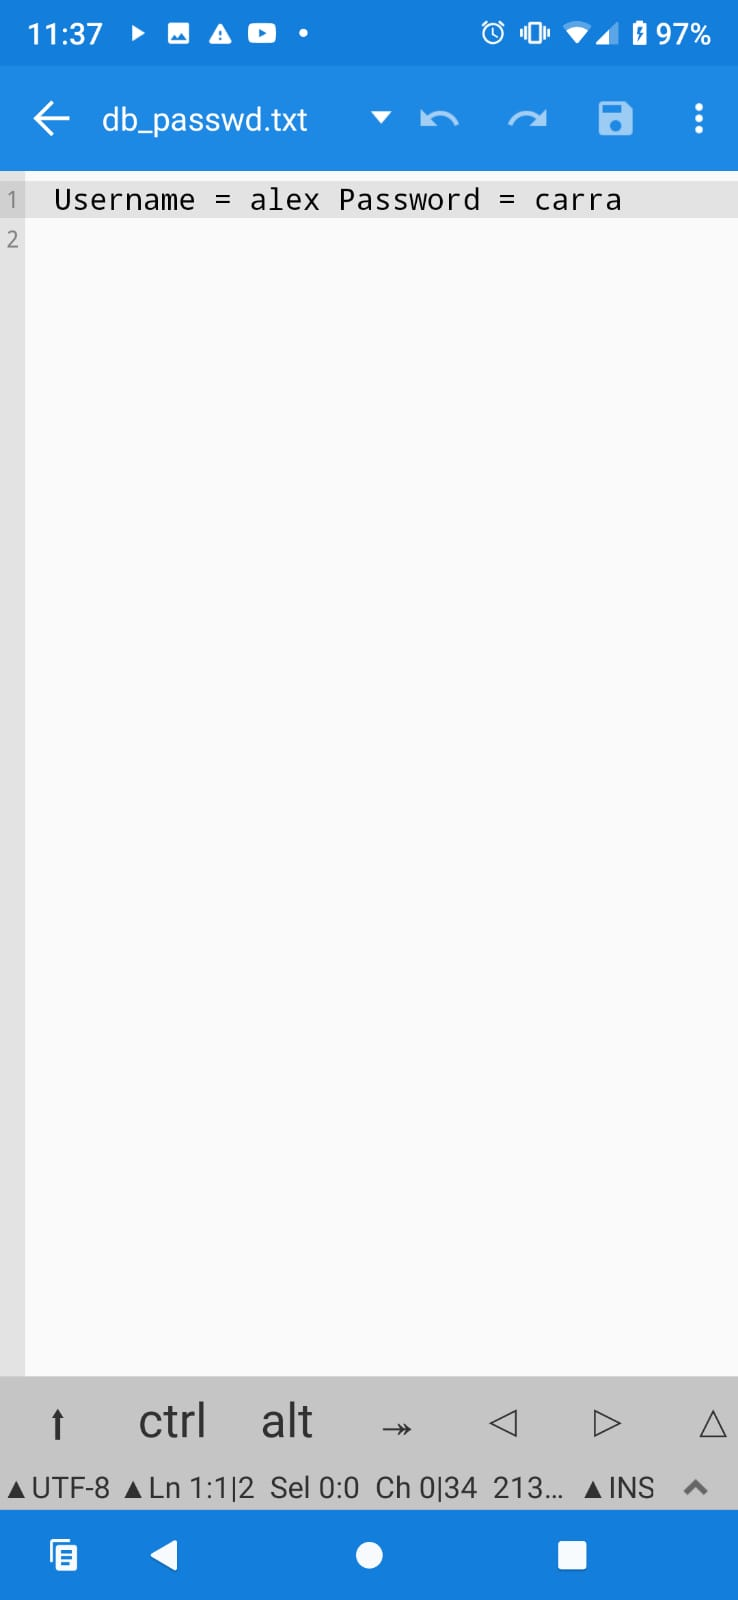 11:37 97%
db_passwd.txt
1 Username = alex Password = carra
2
ctrl alt
▲UTF-8 ▲Ln 1:1|2 Sel 0:0 Ch 0|34 213... ▲INS